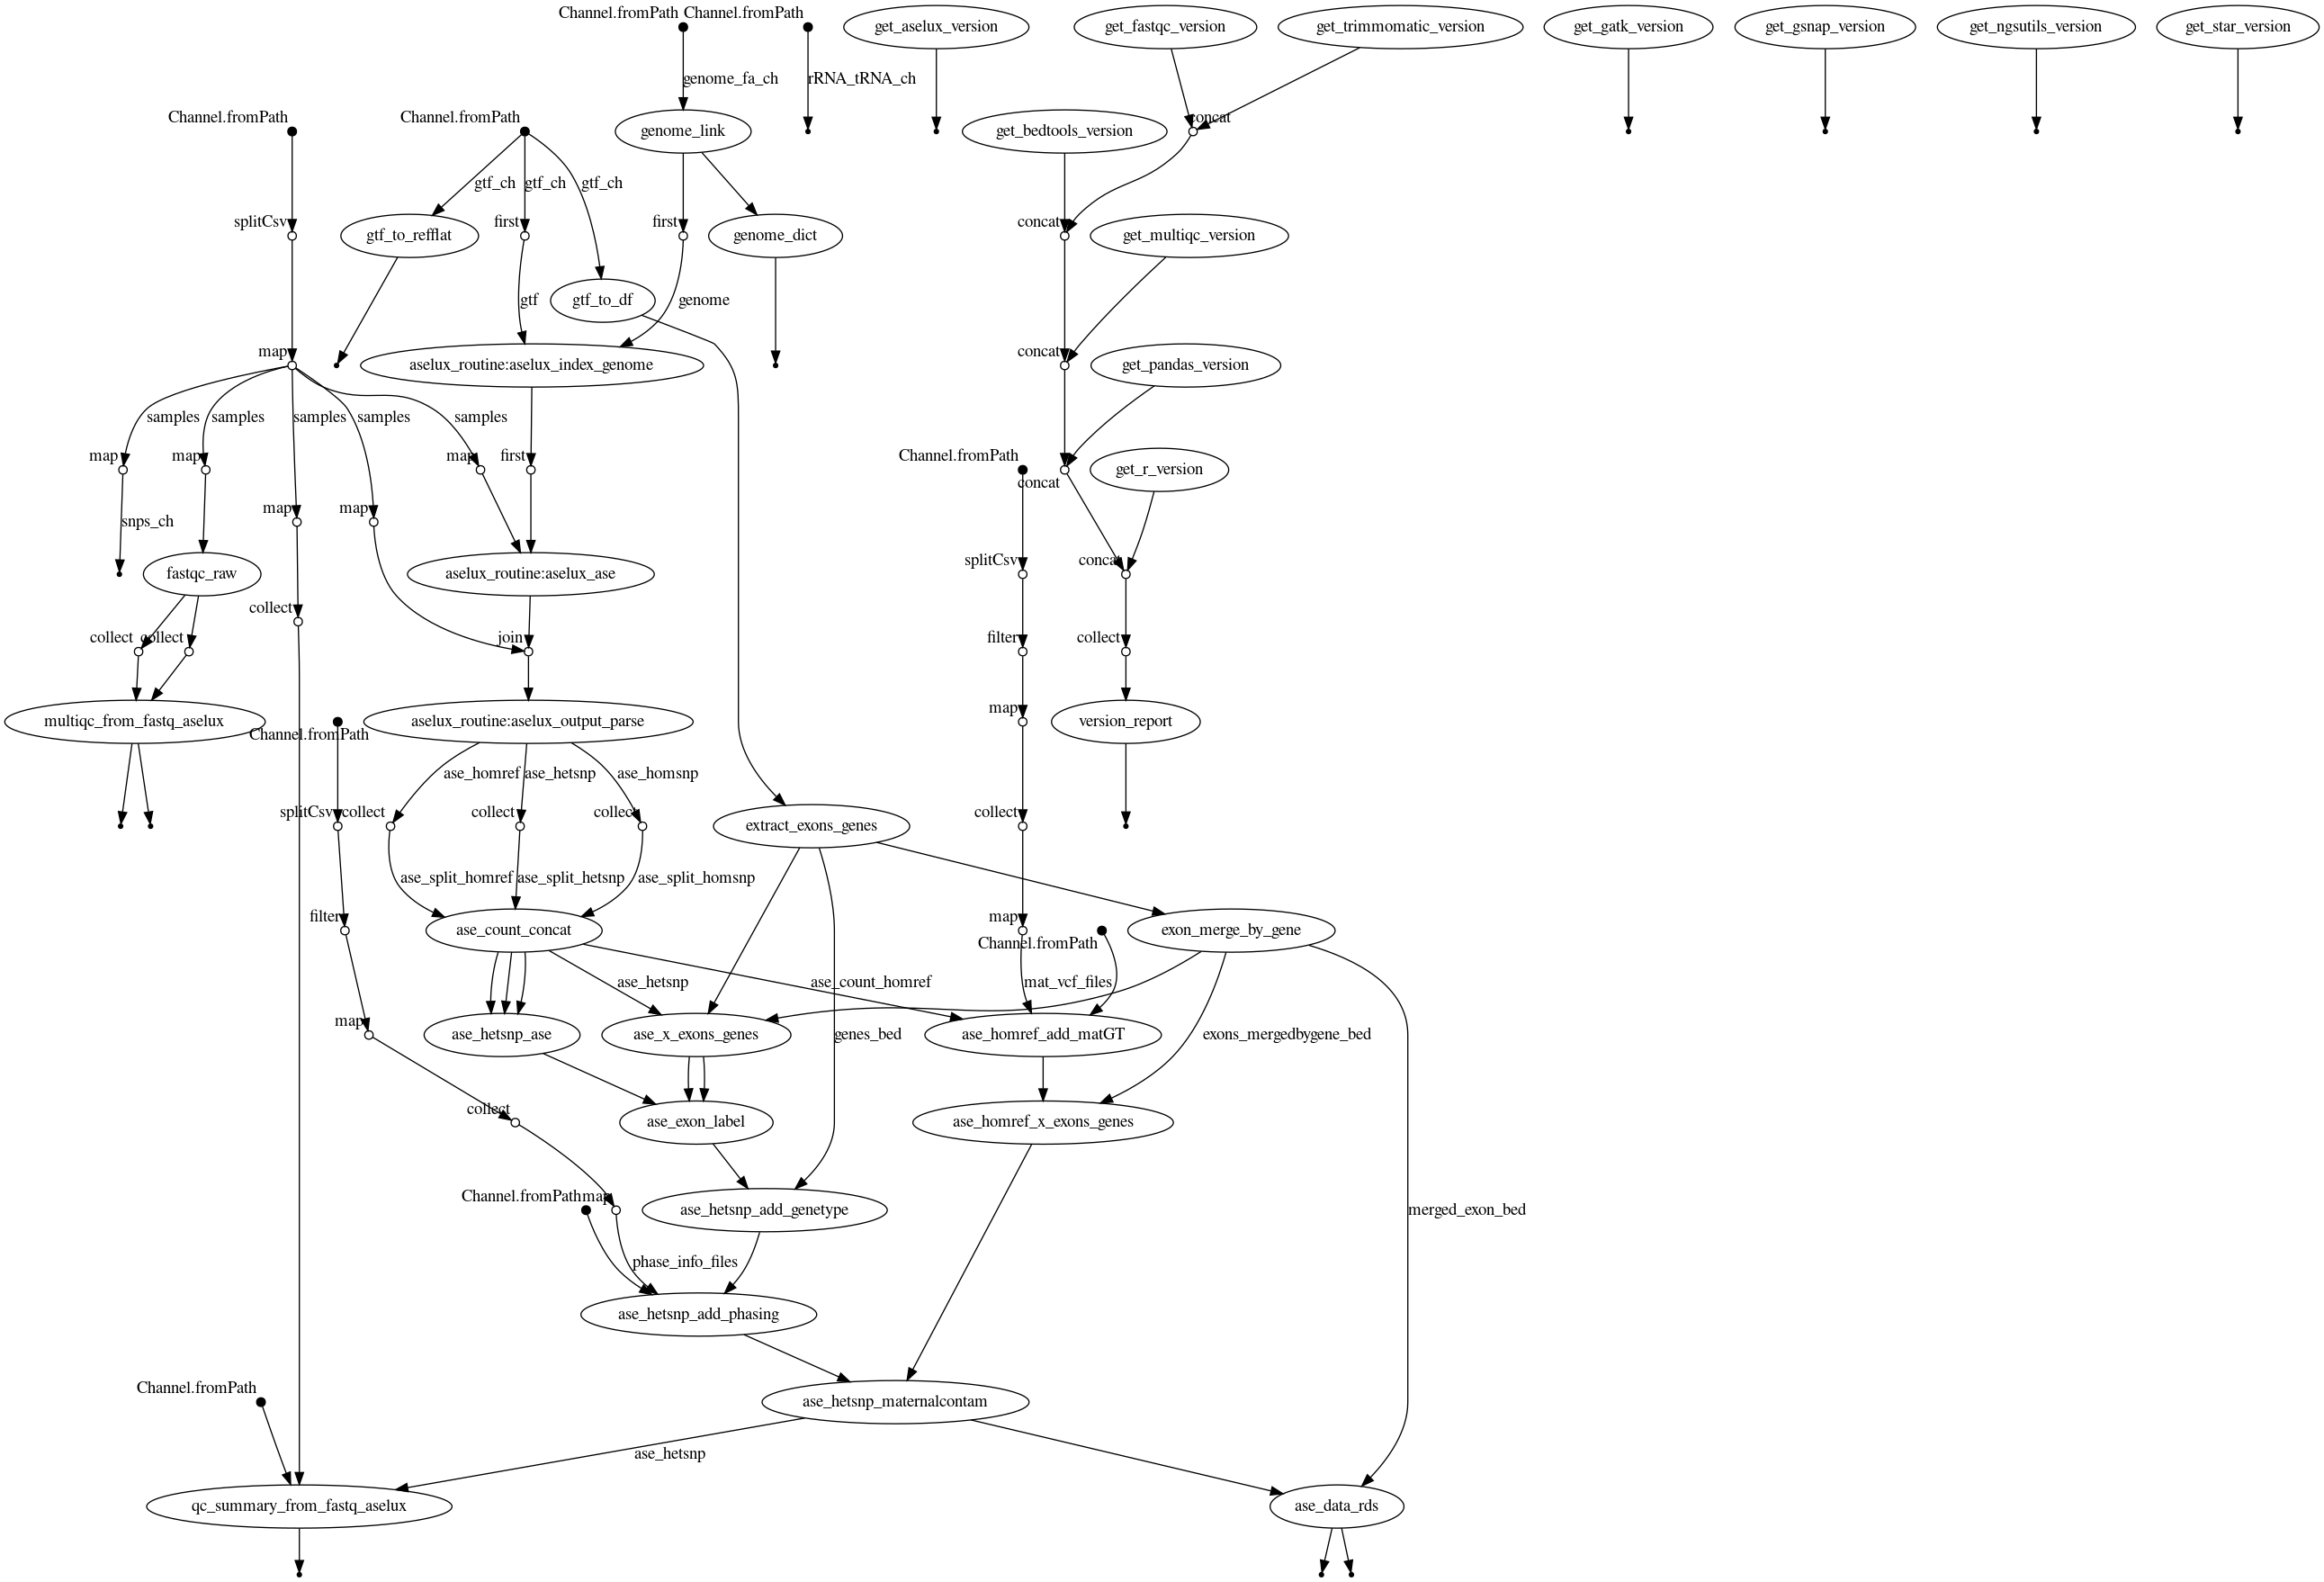 Channel.fromPath
Channel.fromPath
get_aselux_version
get_fastqc_version
get_trimmomatic_version
get_gatk_version
get_gsnap_version
get_ngsutils_version
get_star_version
genome_fa_ch
rRNA_tRNA_ch
Channel.fromPath
Channel.fromPath
genome_link
get_bedtools_version
concat
gtf_ch
gtf_ch
gtf_ch
splitCsv
gtf_to_refflat
first
first
genome_dict
concat
get_multiqc_version
gtf
gtf_to_df
genome
map
aselux_routine:aselux_index_genome
concat
get_pandas_version
samples
samples
samples
samples
samples
map
map
map
first
Channel.fromPath
get_r_version
concat
snps_ch
map
map
fastqc_raw
aselux_routine:aselux_ase
splitCsv
concat
collect
collect
collect
join
filter
collect
multiqc_from_fastq_aselux
Channel.fromPath
aselux_routine:aselux_output_parse
map
version_report
ase_homref
ase_hetsnp
ase_homsnp
splitCsv
collect
collect
collect
extract_exons_genes
collect
ase_split_homref
ase_split_hetsnp
ase_split_homsnp
filter
ase_count_concat
map
Channel.fromPath
exon_merge_by_gene
ase_hetsnp
ase_count_homref
mat_vcf_files
map
ase_hetsnp_ase
ase_x_exons_genes
genes_bed
ase_homref_add_matGT
exons_mergedbygene_bed
collect
ase_exon_label
ase_homref_x_exons_genes
Channel.fromPath
map
ase_hetsnp_add_genetype
merged_exon_bed
phase_info_files
ase_hetsnp_add_phasing
Channel.fromPath
ase_hetsnp_maternalcontam
ase_hetsnp
qc_summary_from_fastq_aselux
ase_data_rds